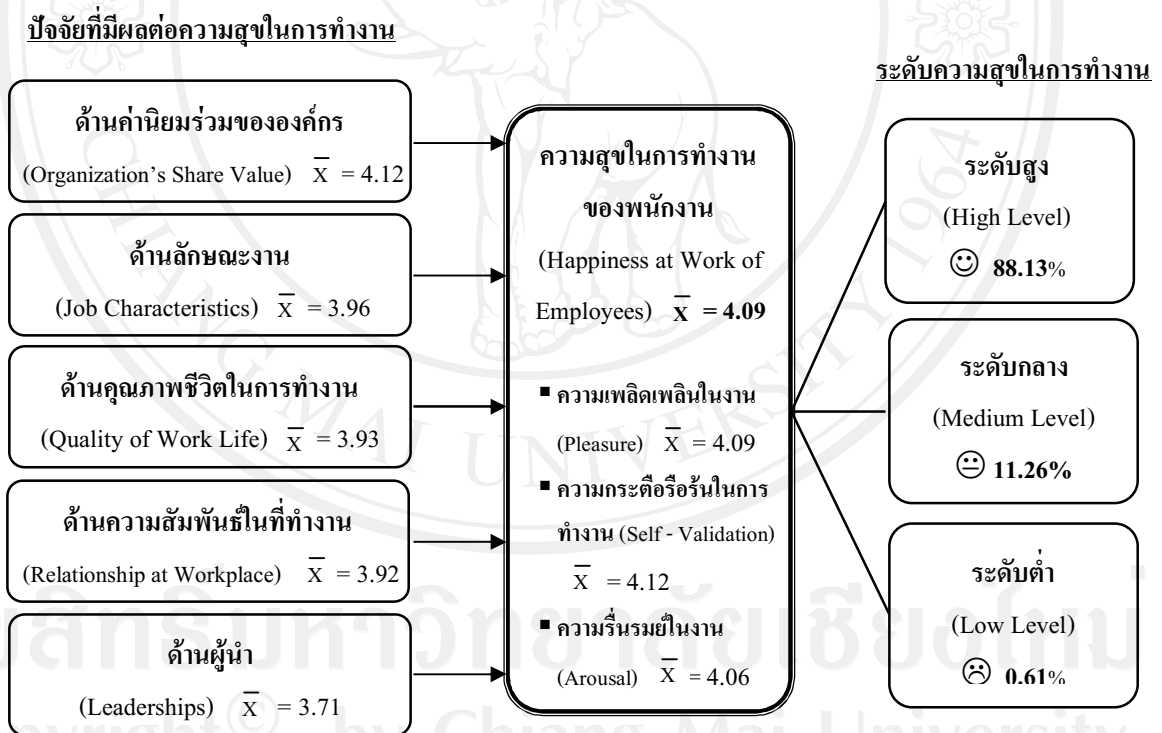 ปัจจัยที่มีผลต่อความสุขในการทำงาน
ด้านค่านิยมร่วมขององค์กร
(Organization's Share Value) X̄ = 4.12
ด้านลักษณะงาน
(Job Characteristics) X̄ = 3.96
ด้านคุณภาพชีวิตในการทำงาน
(Quality of Work Life) X̄ = 3.93
ด้านความสัมพันธ์ในที่ทำงาน
(Relationship at Workplace) X̄ = 3.92
ด้านผู้นำ
(Leaderships) X̄ = 3.71
ความสุขในการทำงาน
ของพนักงาน
(Happiness at Work of
Employees) X̄ = 4.09
▪ ความเพลิดเพลินในงาน
(Pleasure) X̄ = 4.09
▪ ความกระตือรือร้นในการ
ทำงาน (Self - Validation)
X̄ = 4.12
▪ ความรื่นรมย์ในงาน
(Arousal) X̄ = 4.06
ระดับความสุขในการทำงาน
ระดับสูง
(High Level)
☺ 88.13%
ระดับกลาง
(Medium Level)
😐 11.26%
ระดับต่ำ
(Low Level)
☹ 0.61%
CHIANG MAI UNIVERSITY 1964
by Chiang Mai University